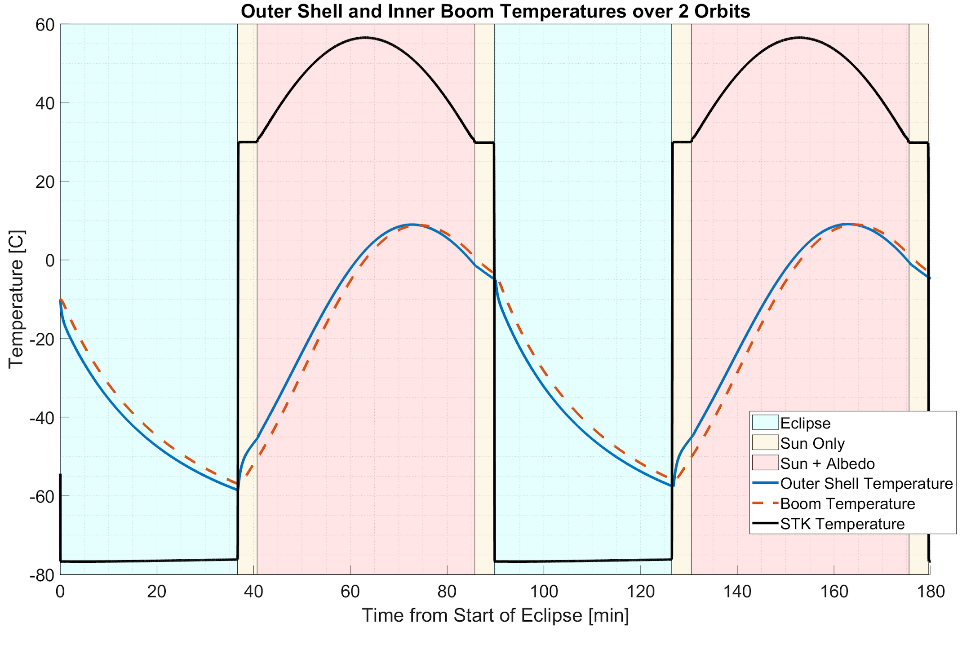 Outer Shell and Inner Boom Temperatures over 2 Orbits
60
40
20
0
-20
-40
-60
-80
Temperature [C]
0 20 40 60 80 100 120 140 160 180
Time from Start of Eclipse [min]
Eclipse
Sun Only
Sun + Albedo
Outer Shell Temperature
Boom Temperature
STK Temperature